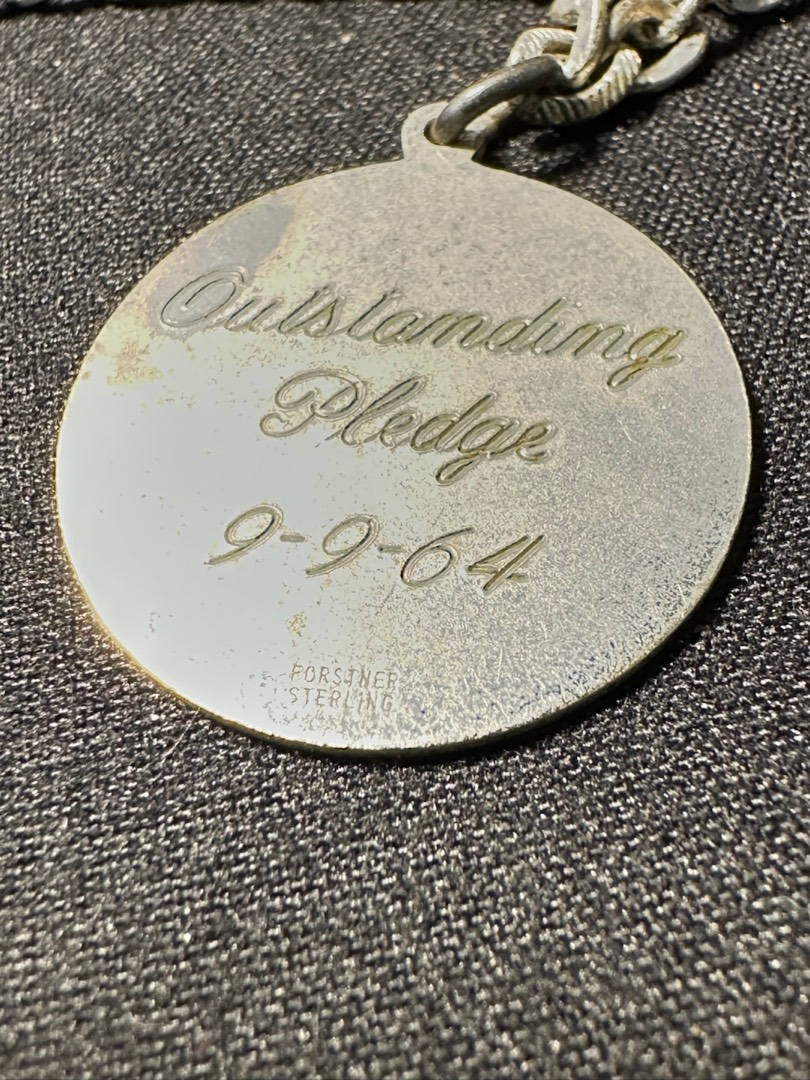 Outstanding
Pledge
9-9-64
FORSTNER
STERLING